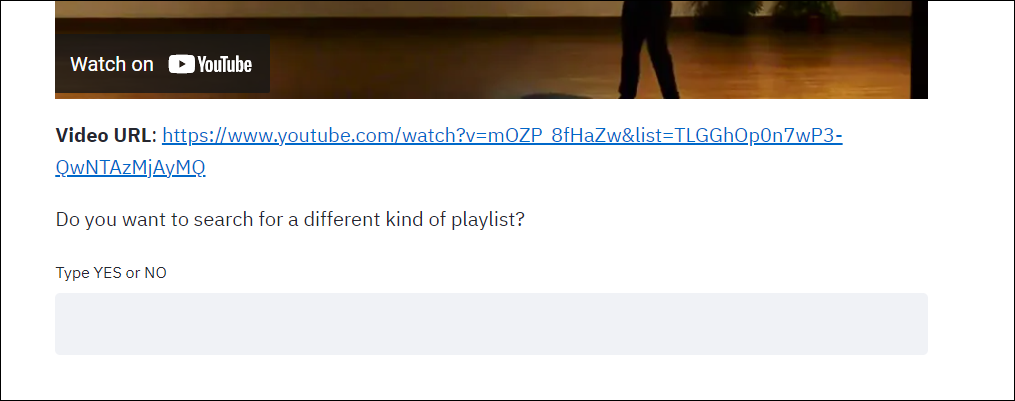 Watch on YouTube
Video URL: https://www.youtube.com/watch?v=mOZP_8fHaZw&list=TLGGhOp0n7wP3-
QwNTAzMjAyMQ
Do you want to search for a different kind of playlist?
Type YES or NO